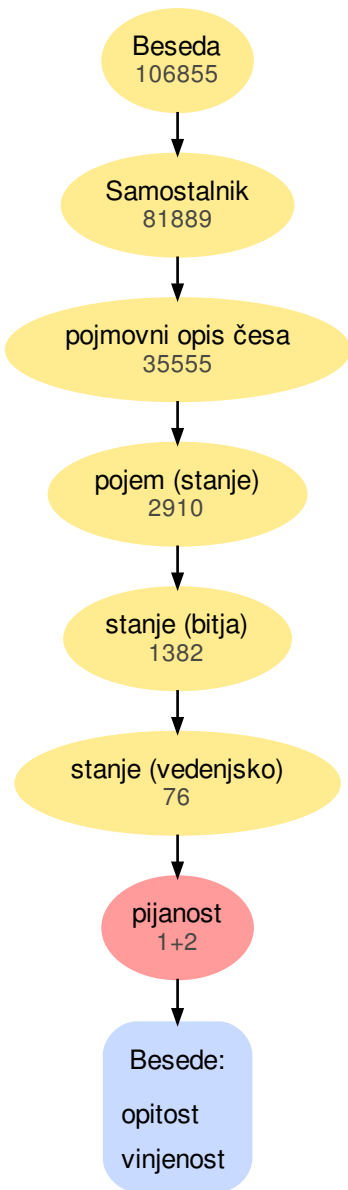 Beseda
106855
Samostalnik
81889
pojmovni opis česa
35555
pojem (stanje)
2910
stanje (bitja)
1382
stanje (vedenjsko)
76
pijanost
1+2
Besede:
opitost
vinjenost